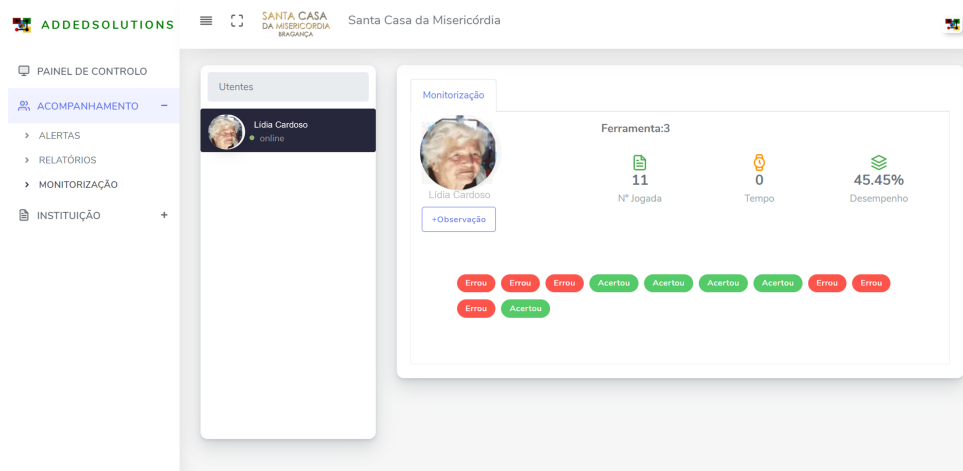 ADDEDSOLUTIONS
SANTA CASA
DA MISERICORDIA
BRAGANÇA
Santa Casa da Misericórdia
PAINEL DE CONTROLO
ACOMPANHAMENTO
ALERTAS
RELATÓRIOS
MONITORIZAÇÃO
INSTITUIÇÃO
Utentes
Lídia Cardoso
online
Monitorização
Lídia Cardoso
+Observação
Ferramenta:3
11
Nº Jogada
0
Tempo
45.45%
Desempenho
Errou Errou Errou Acertou Acertou Acertou Acertou Errou Errou
Errou Acertou